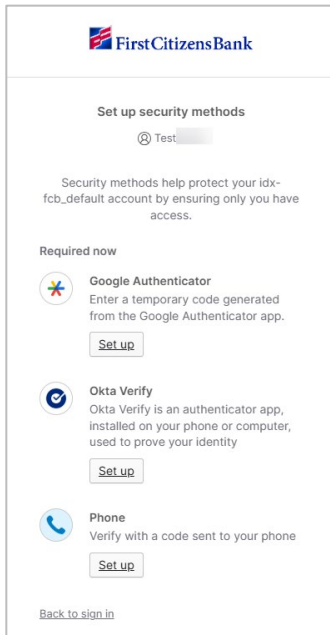 First Citizens Bank
Set up security methods
Test
Security methods help protect your idx-
fcb_default account by ensuring only you have
access.
Required now
Google Authenticator
Enter a temporary code generated
from the Google Authenticator app.
Set up
Okta Verify
Okta Verify is an authenticator app,
installed on your phone or computer,
used to prove your identity
Set up
Phone
Verify with a code sent to your phone
Set up
Back to sign in